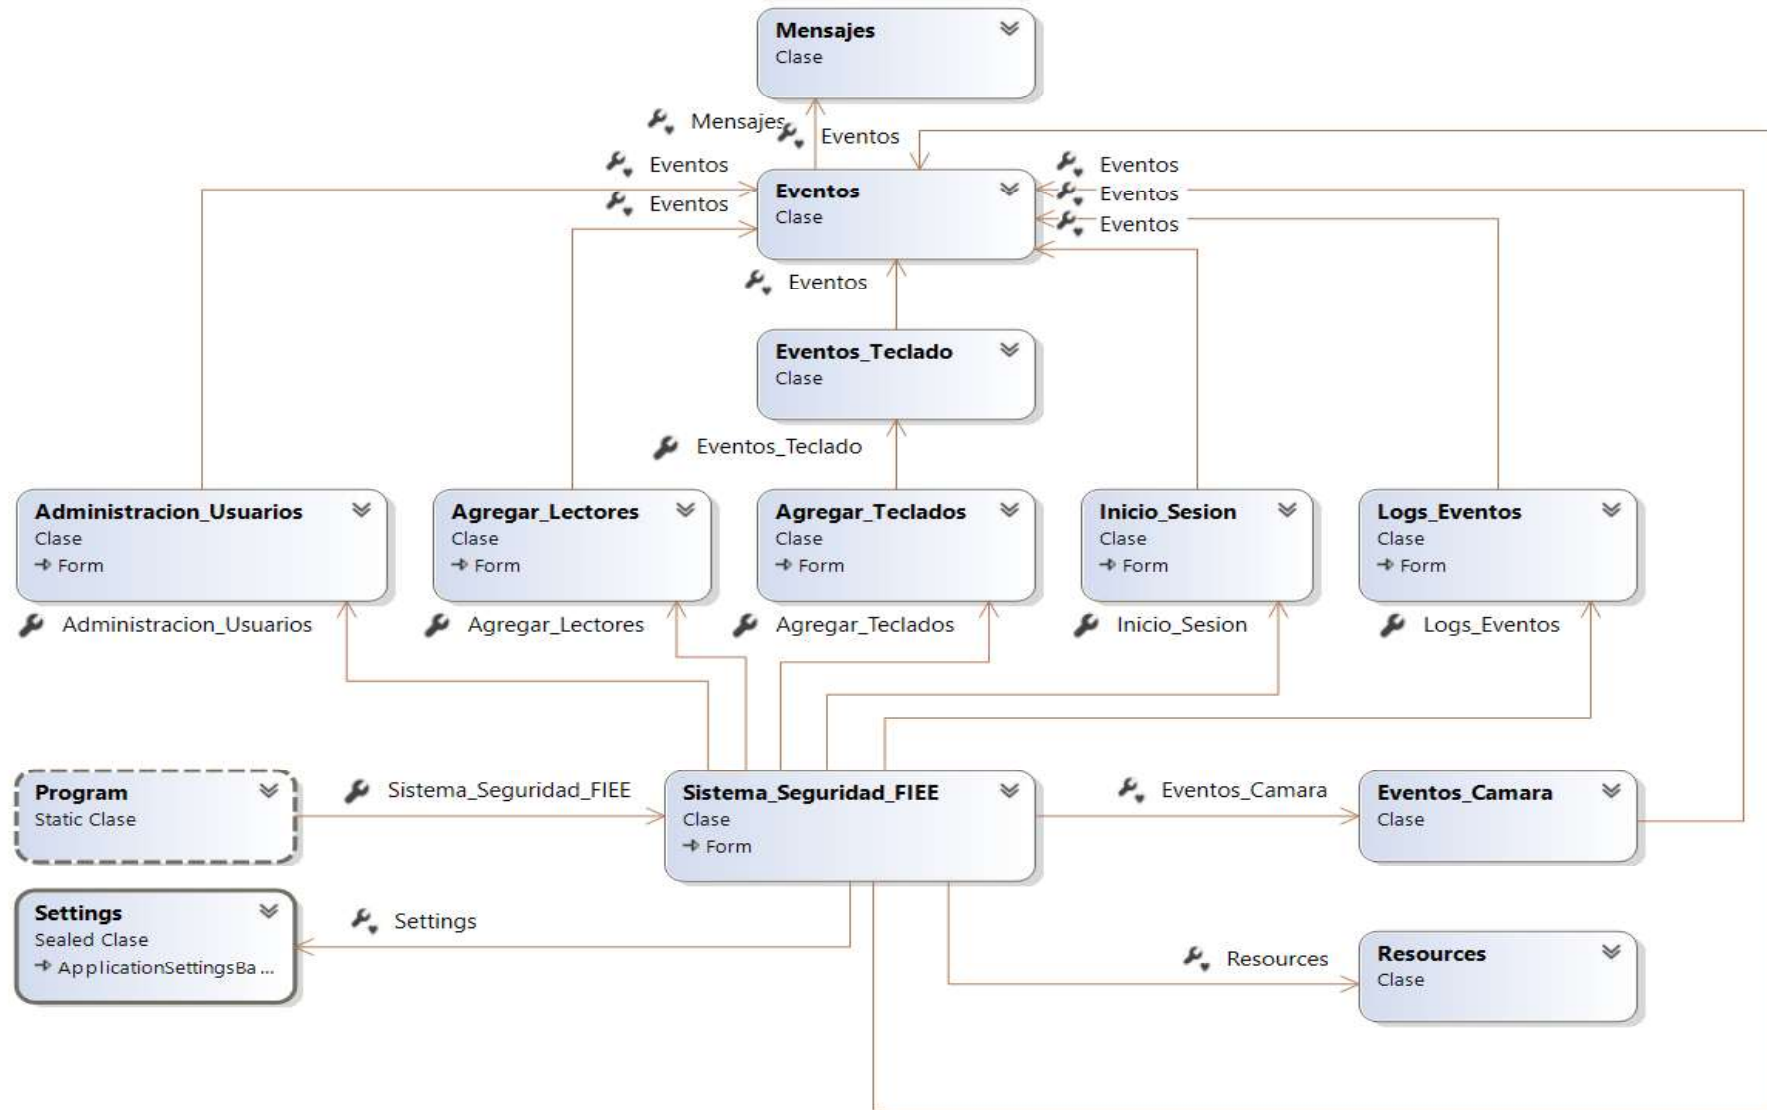 Mensajes
Clase
Mensajes
Eventos
Eventos
Eventos
Eventos
Clase
Eventos
Eventos
Eventos
Eventos
Eventos_Teclado
Clase
Eventos_Teclado
Administracion_Usuarios
Clase
Form
Agregar_Lectores
Clase
Form
Agregar_Teclados
Clase
Form
Inicio_Sesion
Clase
Form
Logs_Eventos
Clase
Form
Administracion_Usuarios
Agregar_Lectores
Agregar_Teclados
Inicio_Sesion
Logs_Eventos
Program
Static Clase
Sistema_Seguridad_FIEE
Sistema_Seguridad_FIEE
Clase
Form
Eventos_Camara
Eventos_Camara
Clase
Settings
Sealed Clase
ApplicationSettingsBa...
Settings
Resources
Resources
Clase